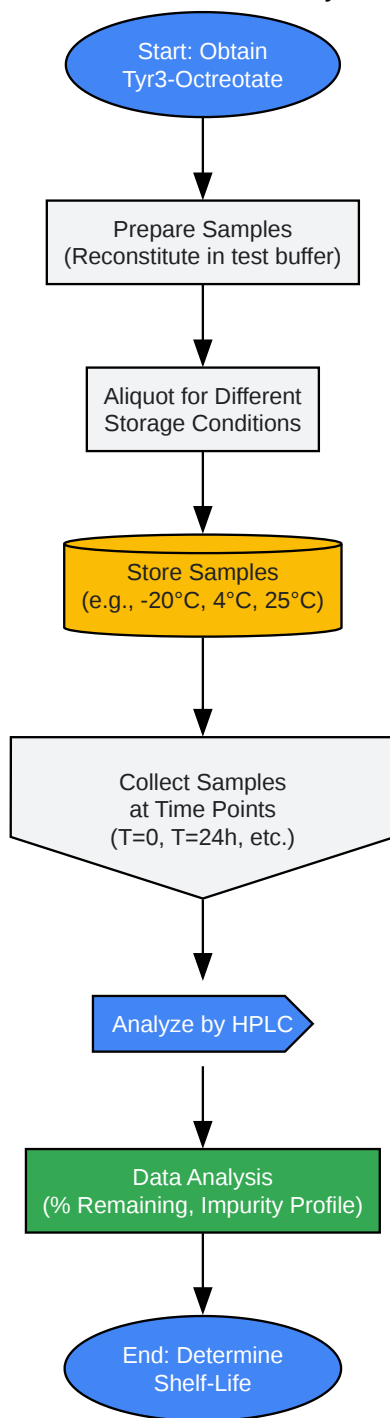 Start: Obtain
Tyr3-Octreotate
Prepare Samples
(Reconstitute in test buffer)
Aliquot for Different
Storage Conditions
Store Samples
(e.g., -20°C, 4°C, 25°C)
Collect Samples
at Time Points
(T=0, T=24h, etc.)
Analyze by HPLC
Data Analysis
(% Remaining, Impurity Profile)
End: Determine
Shelf-Life